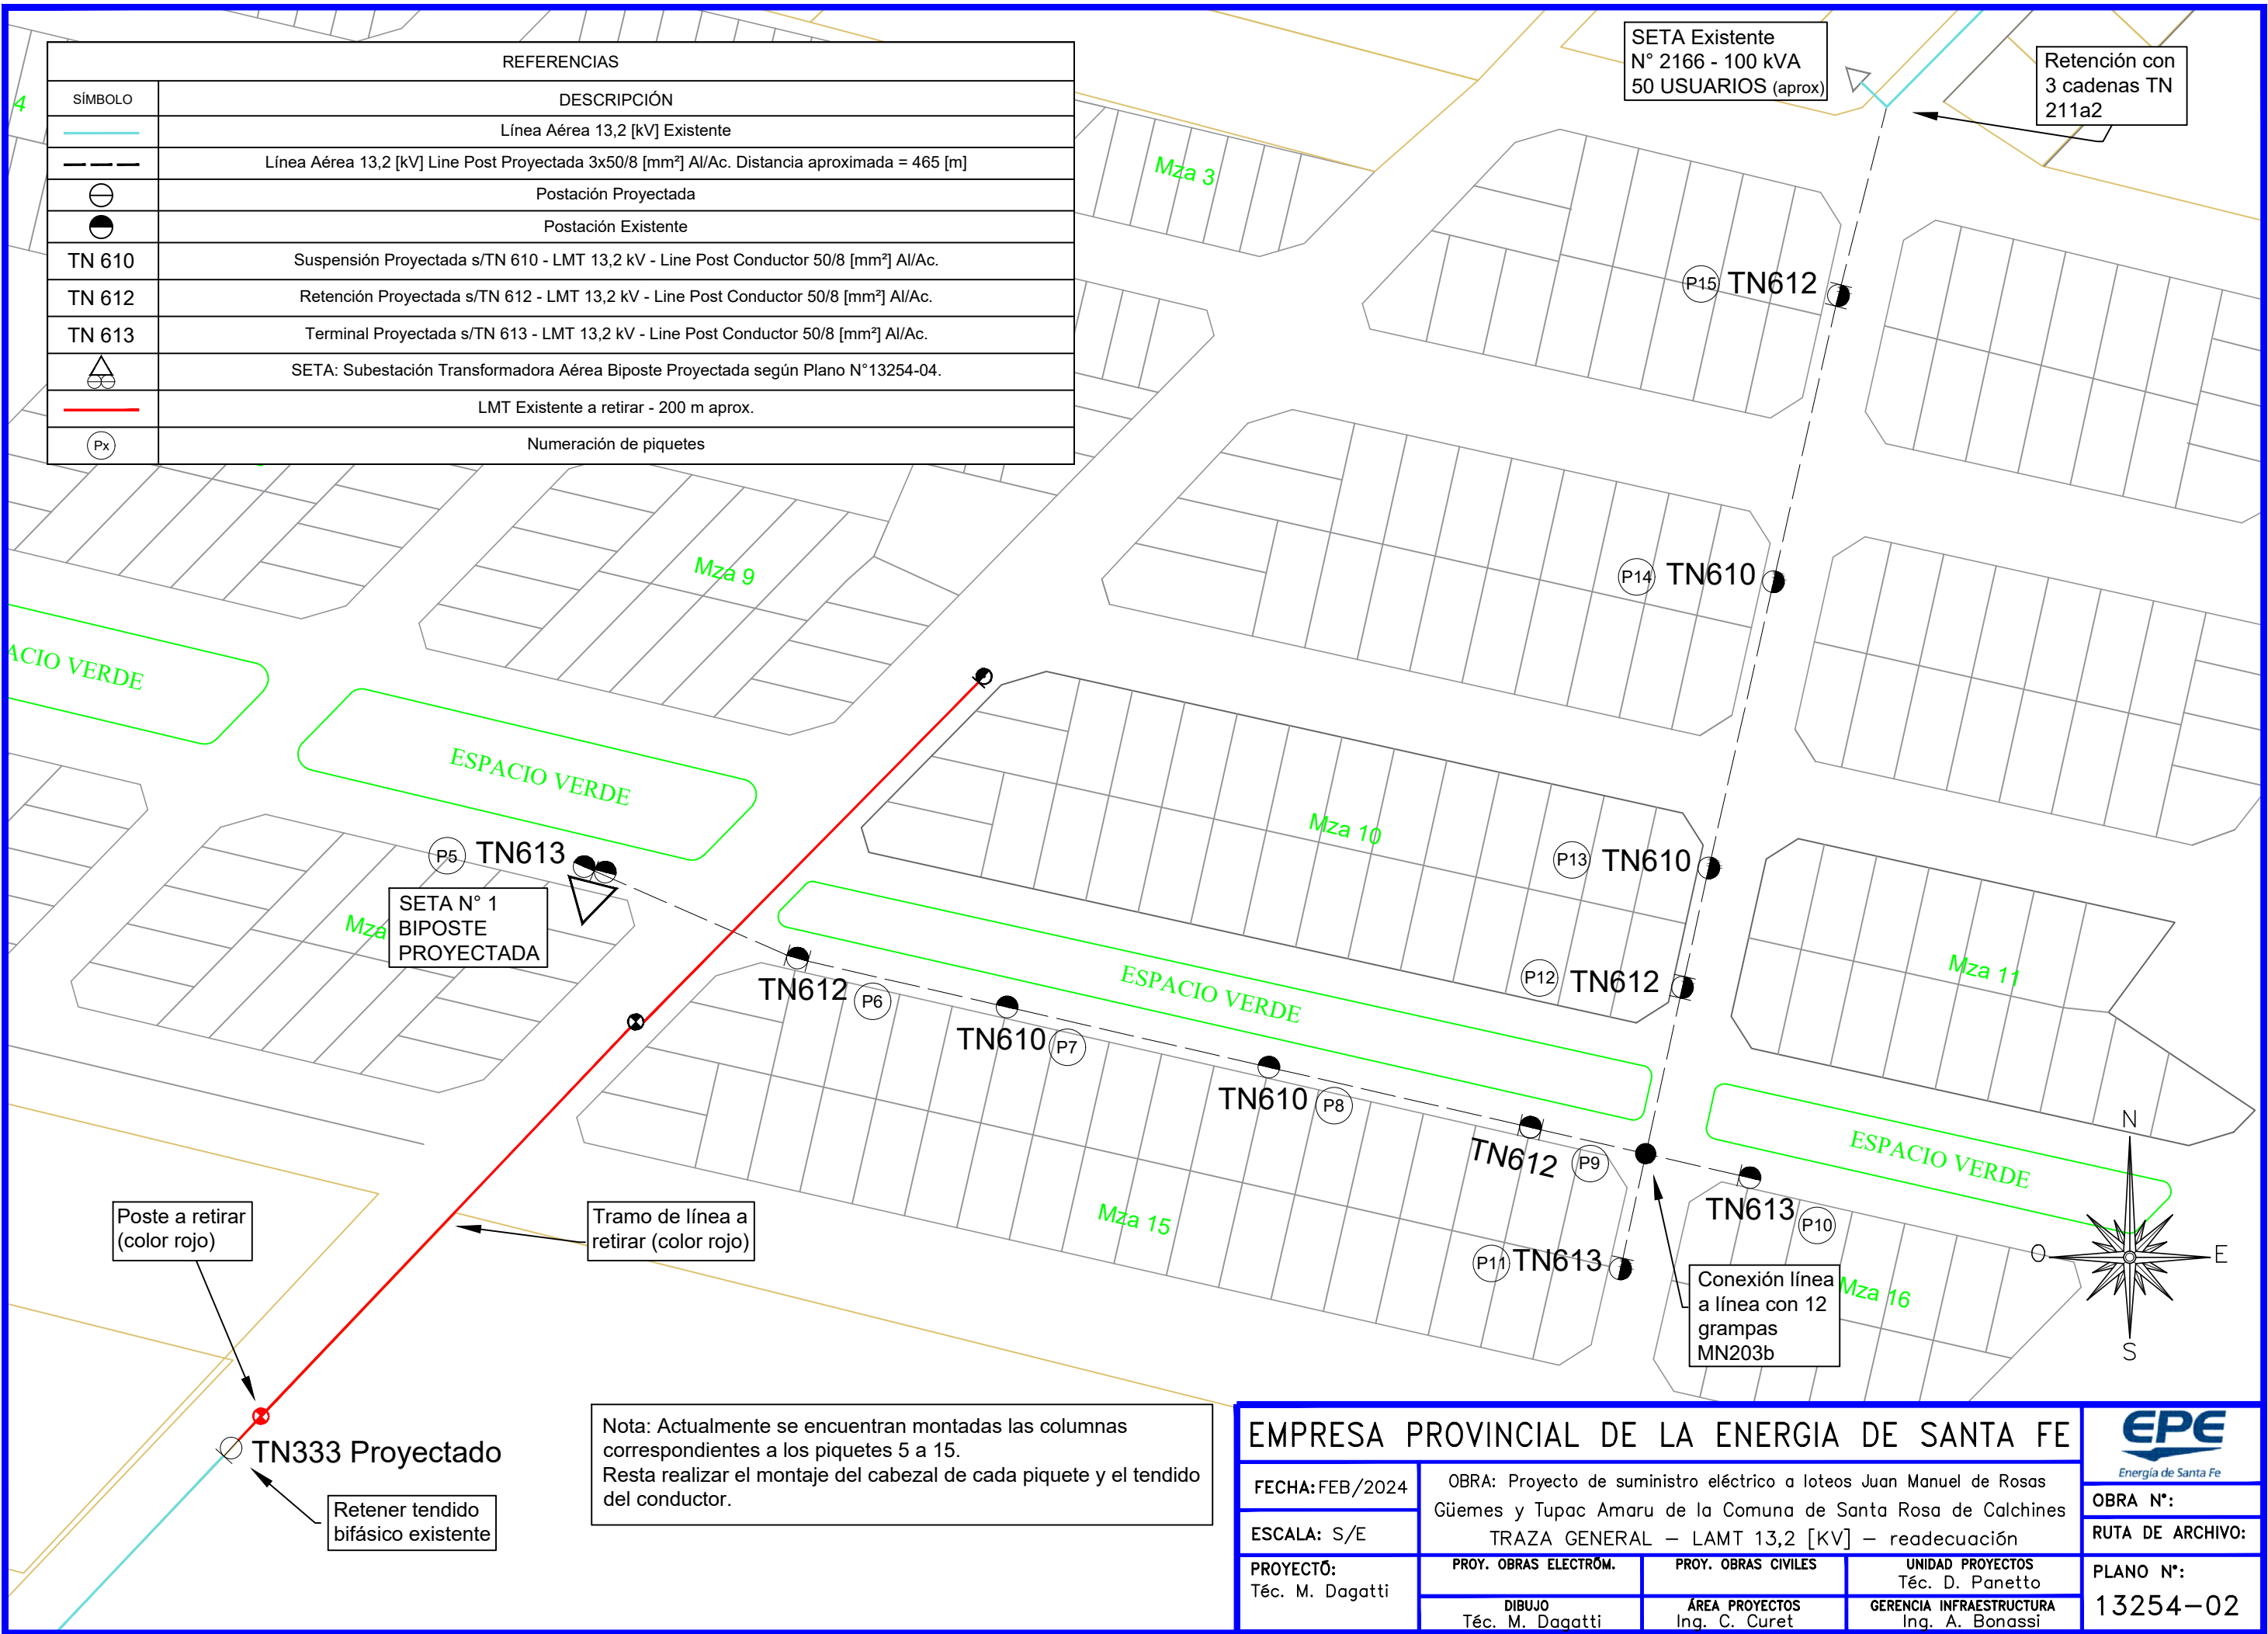 REFERENCIAS
SÍMBOLO
DESCRIPCIÓN
Línea Aérea 13,2 [kV] Existente
Línea Aérea 13,2 [kV] Line Post Proyectada 3x50/8 [mm²] Al/Ac. Distancia aproximada = 465 [m]
Postación Proyectada
Postación Existente
TN 610
Suspensión Proyectada s/TN 610 - LMT 13,2 kV - Line Post Conductor 50/8 [mm²] Al/Ac.
TN 612
Retención Proyectada s/TN 612 - LMT 13,2 kV - Line Post Conductor 50/8 [mm²] Al/Ac.
TN 613
Terminal Proyectada s/TN 613 - LMT 13,2 kV - Line Post Conductor 50/8 [mm²] Al/Ac.
SETA: Subestación Transformadora Aérea Biposte Proyectada según Plano N°13254-04.
LMT Existente a retirar - 200 m aprox.
Px
Numeración de piquetes
4
SETA Existente
N° 2166 - 100 kVA
50 USUARIOS (aprox)
Retención con
3 cadenas TN
211a2
Mza 3
P15 TN612
P14 TN610
Mza 9
ACIO VERDE
ESPACIO VERDE
Mza 10
P13 TN610
P5 TN613
SETA N° 1
BIPOSTE
PROYECTADA
Mza
P12 TN612
Mza 11
ESPACIO VERDE
TN612 P6
TN610 P7
TN610 P8
TN612 P9
ESPACIO VERDE
TN613 P10
P11 TN613
Mza 15
Mza 16
Conexión línea
a línea con 12
grampas
MN203b
N
O
E
S
Poste a retirar
(color rojo)
Tramo de línea a
retirar (color rojo)
TN333 Proyectado
Retener tendido
bifásico existente
Nota: Actualmente se encuentran montadas las columnas
correspondientes a los piquetes 5 a 15.
Resta realizar el montaje del cabezal de cada piquete y el tendido
del conductor.
EMPRESA PROVINCIAL DE LA ENERGIA DE SANTA FE
EPE
Energía de Santa Fe
FECHA: FEB/2024
ESCALA: S/E
OBRA: Proyecto de suministro eléctrico a loteos Juan Manuel de Rosas
Güemes y Tupac Amaru de la Comuna de Santa Rosa de Calchines
TRAZA GENERAL – LAMT 13,2 [KV] – readecuación
OBRA N°:
RUTA DE ARCHIVO:
PROYECTÓ:
Téc. M. Dagatti
PROY. OBRAS ELECTRÓM.
PROY. OBRAS CIVILES
UNIDAD PROYECTOS
Téc. D. Panetto
DIBUJO
Téc. M. Dagatti
ÁREA PROYECTOS
Ing. C. Curet
GERENCIA INFRAESTRUCTURA
Ing. A. Bonassi
PLANO N°:
13254-02